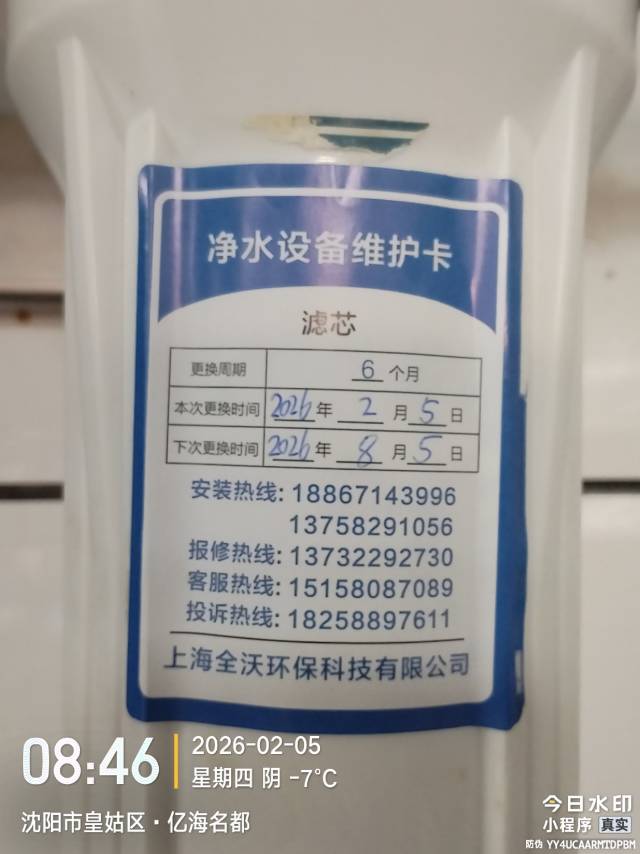 净水设备维护卡
滤芯
更换周期 6 个月
本次更换时间 2026 年 2 月 5 日
下次更换时间 2026 年 8 月 5 日
安装热线: 18867143996
13758291056
报修热线: 13732292730
客服热线: 15158087089
投诉热线: 18258897611
上海全沃环保科技有限公司
08:46
2026-02-05
星期四 阴 -7°C
沈阳市皇姑区·亿海名都
今日水印
小程序 真实
防伪 YY4UCAARMTDPBM